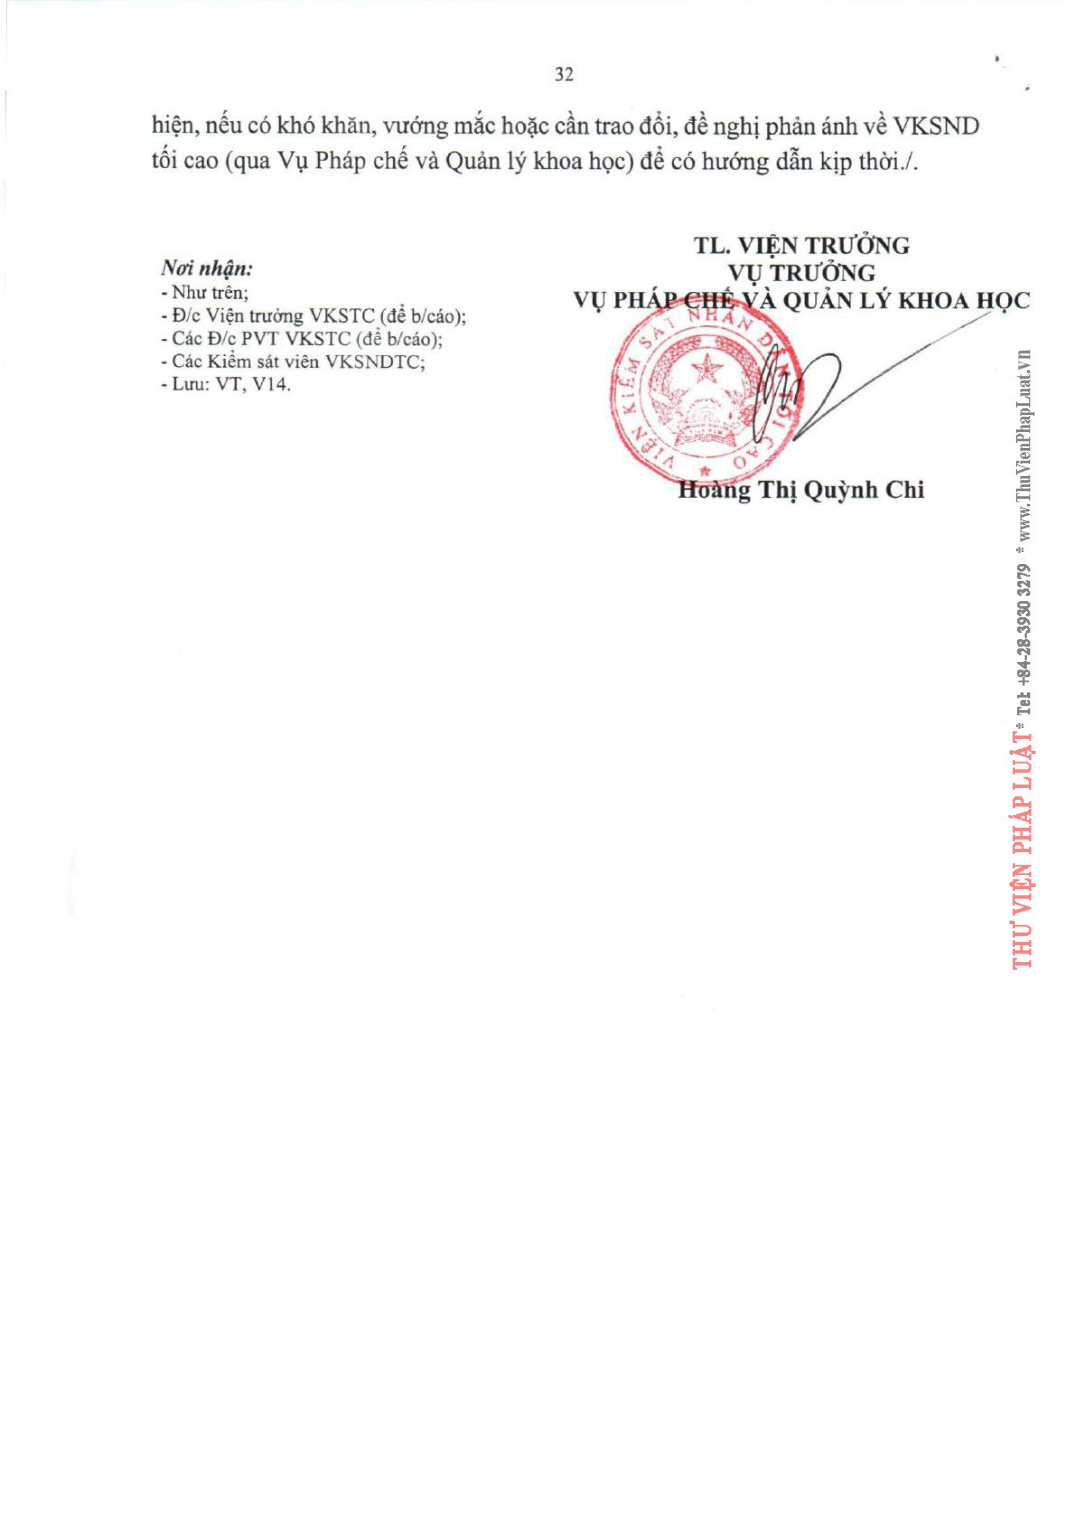 32
hiện, nếu có khó khăn, vướng mắc hoặc cần trao đổi, đề nghị phản ánh về VKSND
tối cao (qua Vụ Pháp chế và Quản lý khoa học) để có hướng dẫn kịp thời./.
Nơi nhận:
- Như trên;
- Đ/c Viện trưởng VKSTC (để b/cáo);
- Các Đ/c PVT VKSTC (để b/cáo);
- Các Kiểm sát viên VKSNDTC;
- Lưu: VT, V14.
TL. VIỆN TRƯỞNG
VỤ TRƯỞNG
VỤ PHÁP CHẾ VÀ QUẢN LÝ KHOA HỌC
VIỆN KIỂM SÁT NHÂN DÂN TỐI CAO
Hoàng Thị Quỳnh Chi
THƯ VIỆN PHÁP LUẬT * Tel: +84-28-3930 3279 * www.ThuVienPhapLuat.vn